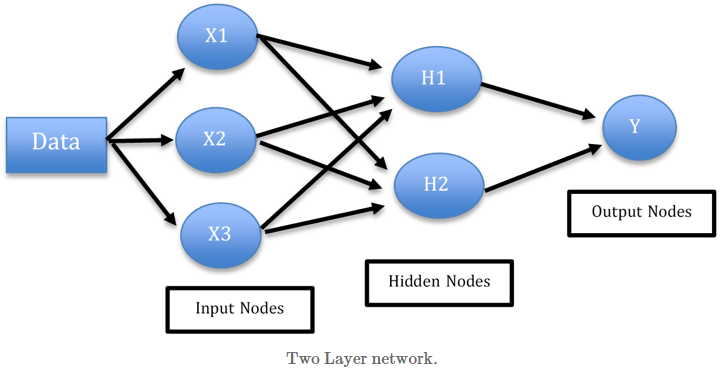 Data
X1
X2
X3
H1
H2
Y
Input Nodes
Hidden Nodes
Output Nodes
Two Layer network.